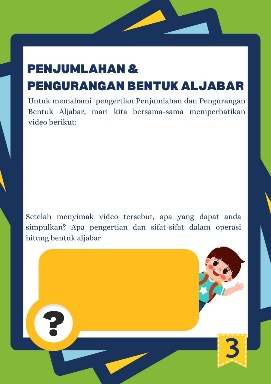 PENJUMLAHAN &
PENGURANGAN BENTUK ALJABAR
Untuk memahami pengertian Penjumlahan dan Pengurangan
Bentuk Aljabar, mari kita bersama-sama memperhatikan
video berikut:
Setelah menyimak video tersebut, apa yang dapat anda
simpulkan? Apa pengertian dan sifat-sifat dalam operasi
hitung bentuk aljabar
?
3